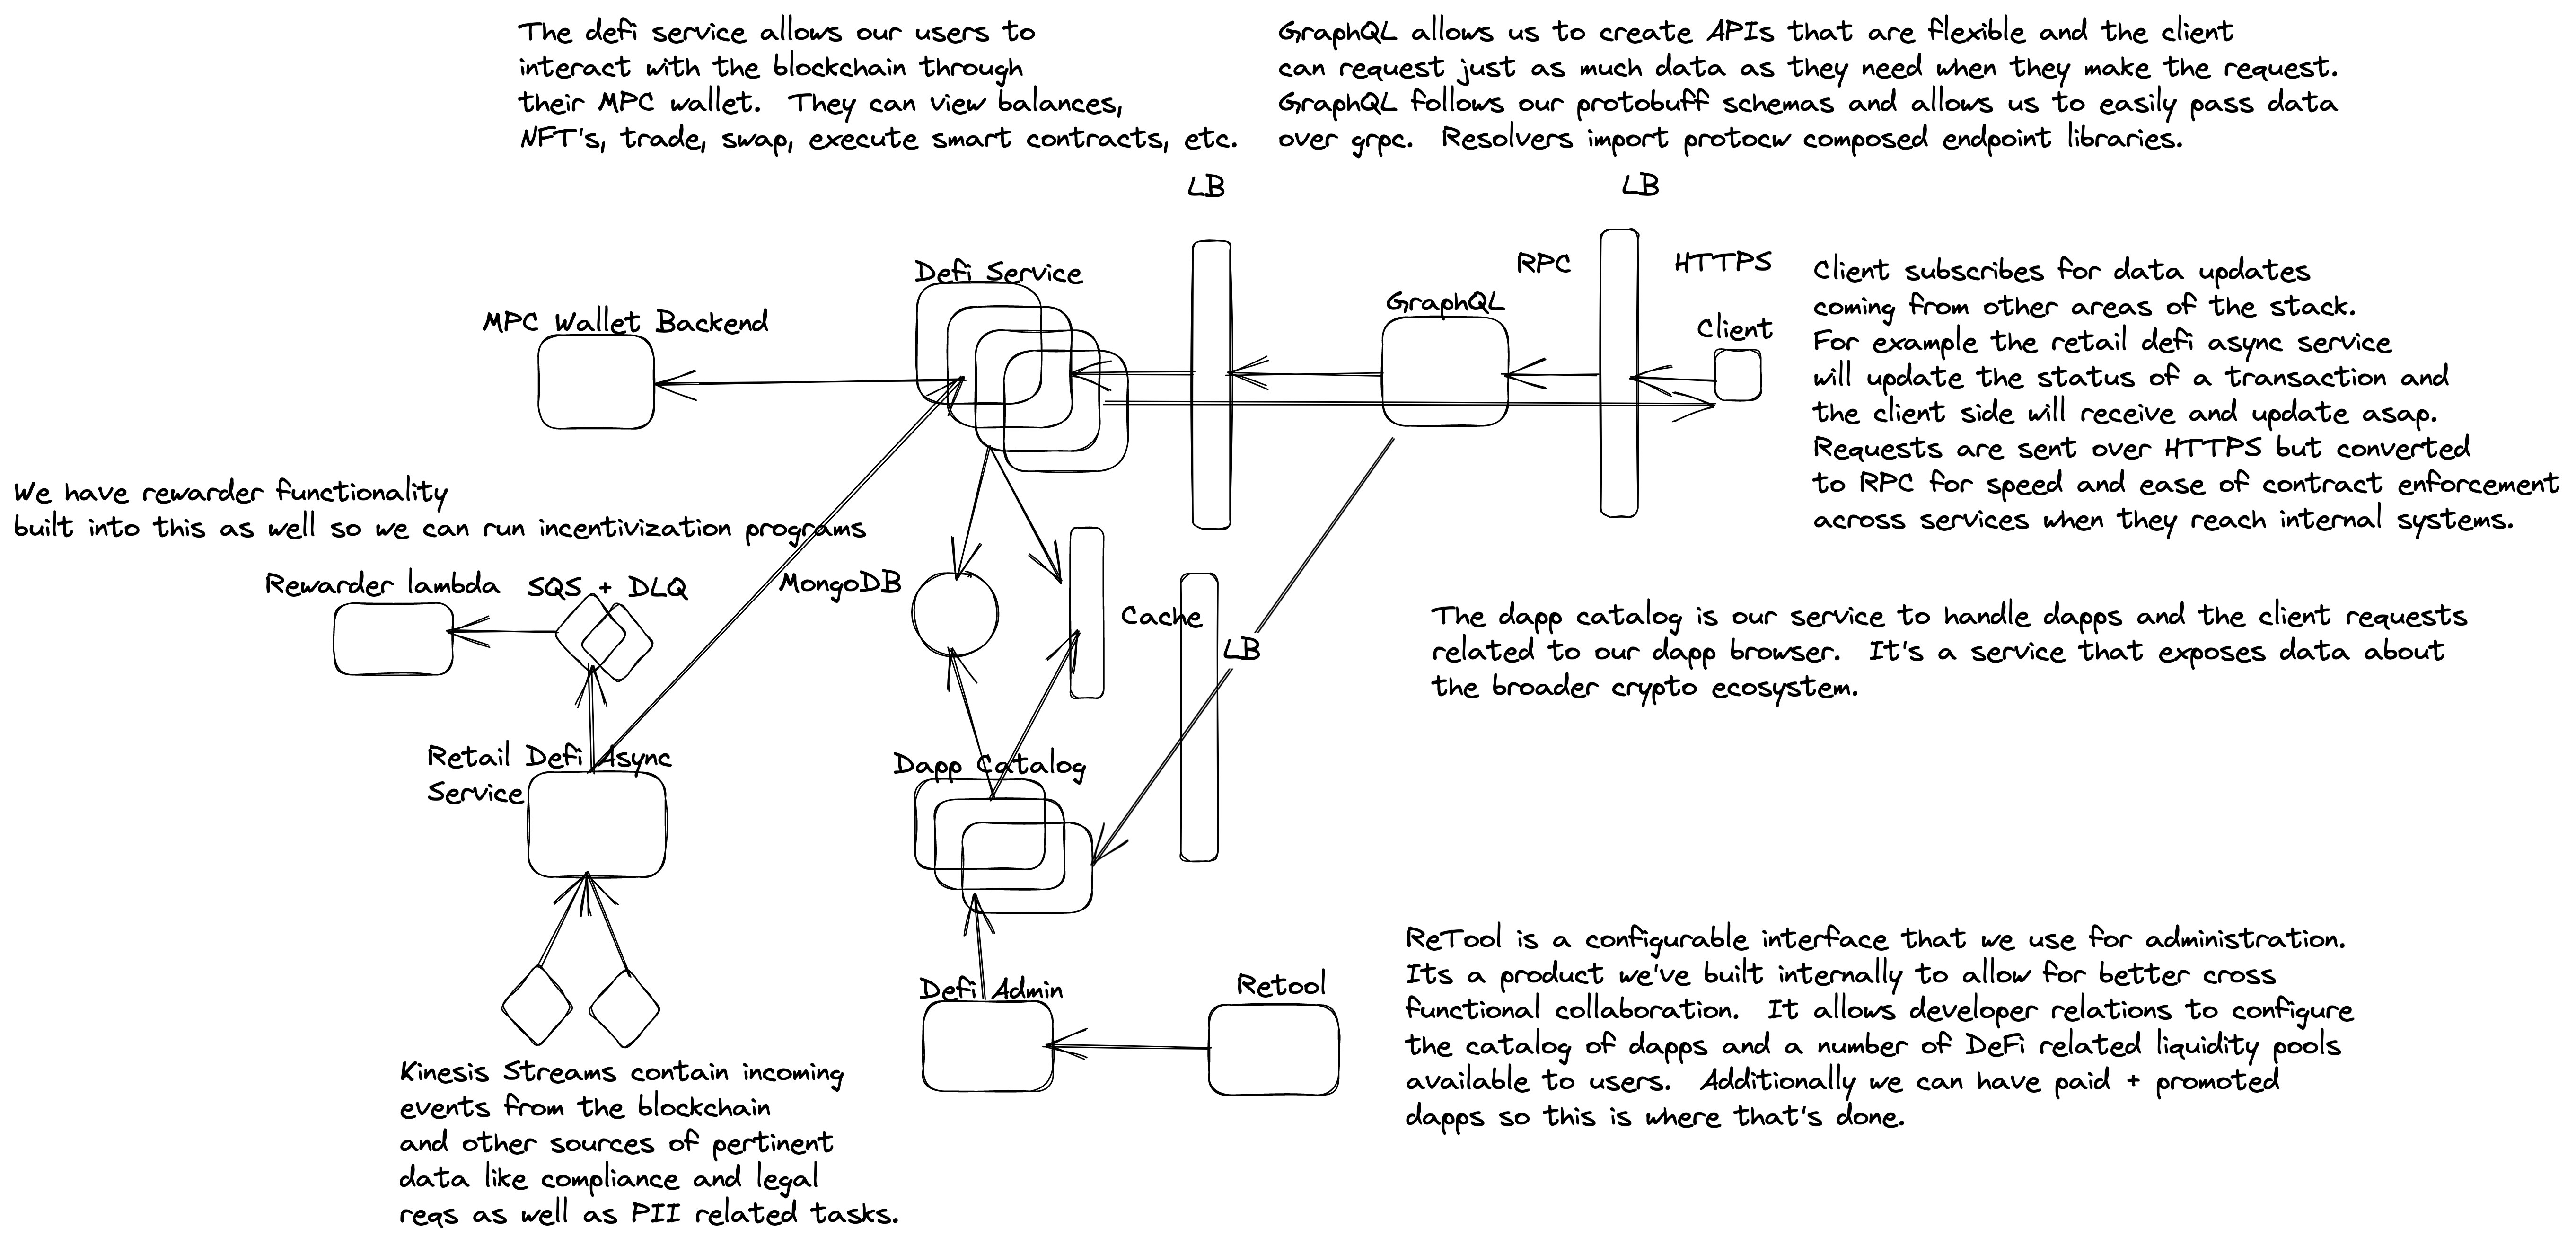 The defi service allows our users to
interact with the blockchain through
their MPC wallet.  They can view balances,
NFT's, trade, swap, execute smart contracts, etc.
GraphQL allows us to create APIs that are flexible and the client
can request just as much data as they need when they make the request.
GraphQL follows our protobuff schemas and allows us to easily pass data
over grpc.  Resolvers import protocw composed endpoint libraries.
LB
LB
Defi Service
RPC
HTTPS
GraphQL
MPC Wallet Backend
Client
Client subscribes for data updates
coming from other areas of the stack.
For example the retail defi async service
will update the status of a transaction and
the client side will receive and update asap.
Requests are sent over HTTPS but converted
to RPC for speed and ease of contract enforcement
across services when they reach internal systems.
We have rewarder functionality
built into this as well so we can run incentivization programs
Rewarder lambda
SQS + DLQ
MongoDB
Cache
LB
The dapp catalog is our service to handle dapps and the client requests
related to our dapp browser.  It's a service that exposes data about
the broader crypto ecosystem.
Retail Defi Async
Service
Dapp Catalog
Defi Admin
Retool
ReTool is a configurable interface that we use for administration.
Its a product we've built internally to allow for better cross
functional collaboration.  It allows developer relations to configure
the catalog of dapps and a number of DeFi related liquidity pools
available to users.  Additionally we can have paid + promoted
dapps so this is where that's done.
Kinesis Streams contain incoming
events from the blockchain
and other sources of pertinent
data like compliance and legal
reqs as well as PII related tasks.